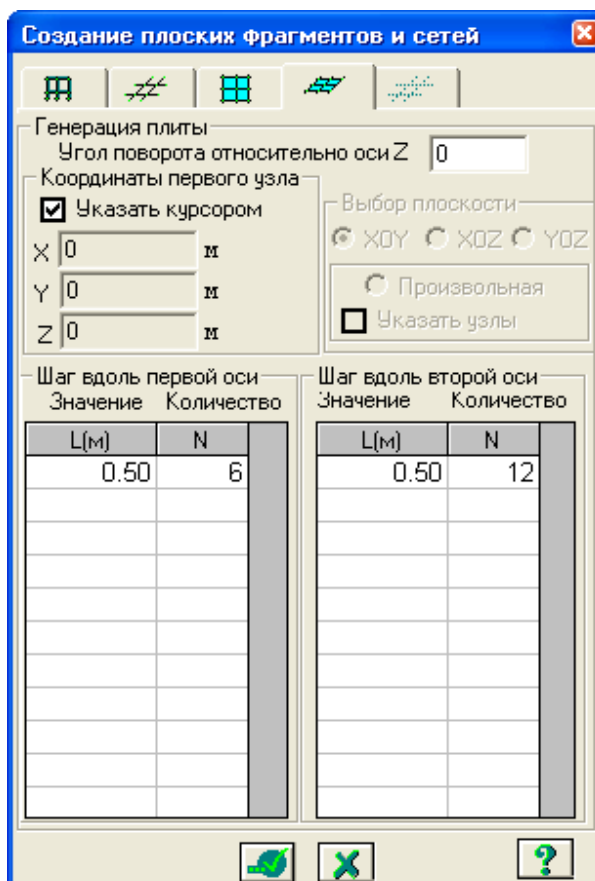 Создание плоских фрагментов и сетей
Генерация плиты
Угол поворота относительно оси Z 0
Координаты первого узла
Указать курсором
X 0 м
Y 0 м
Z 0 м
Выбор плоскости
XOY XOZ YOZ
Произвольная
Указать узлы
Шаг вдоль первой оси
Значение Количество
L(м) N
0.50 6
Шаг вдоль второй оси
Значение Количество
L(м) N
0.50 12
?